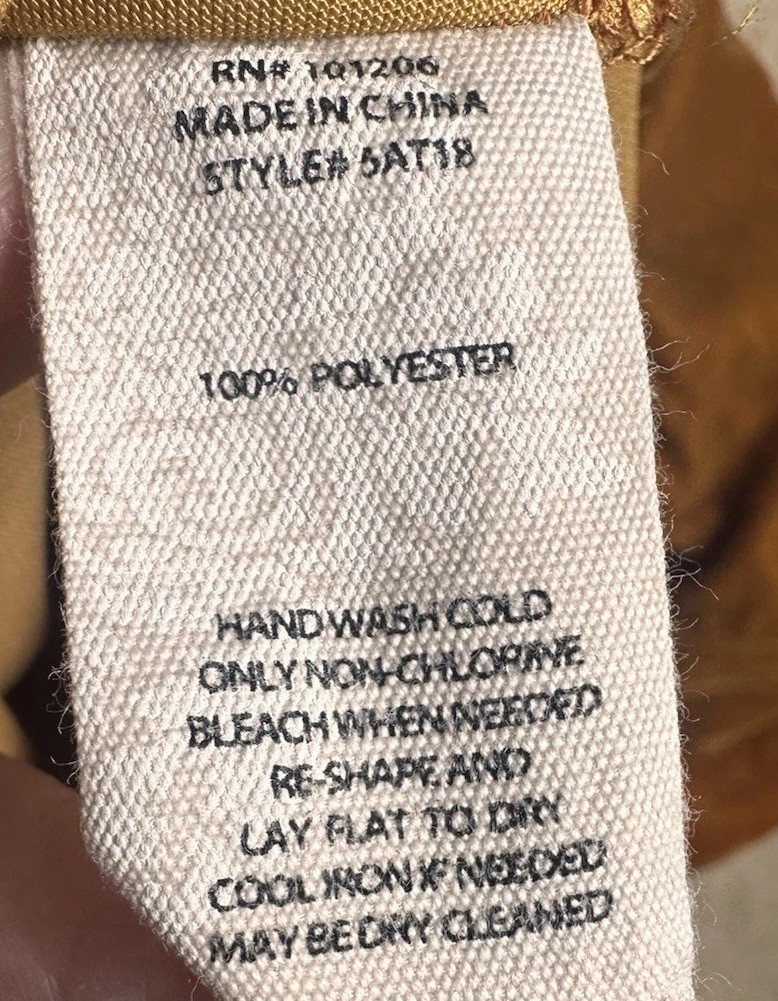 RN# 101206
MADE IN CHINA
STYLE# 6AT18
100% POLYESTER
HAND WASH COLD
ONLY NON-CHLORINE
BLEACH WHEN NEEDED
RE-SHAPE AND
LAY FLAT TO DRY
COOL IRON IF NEEDED
MAY BE DRY CLEANED